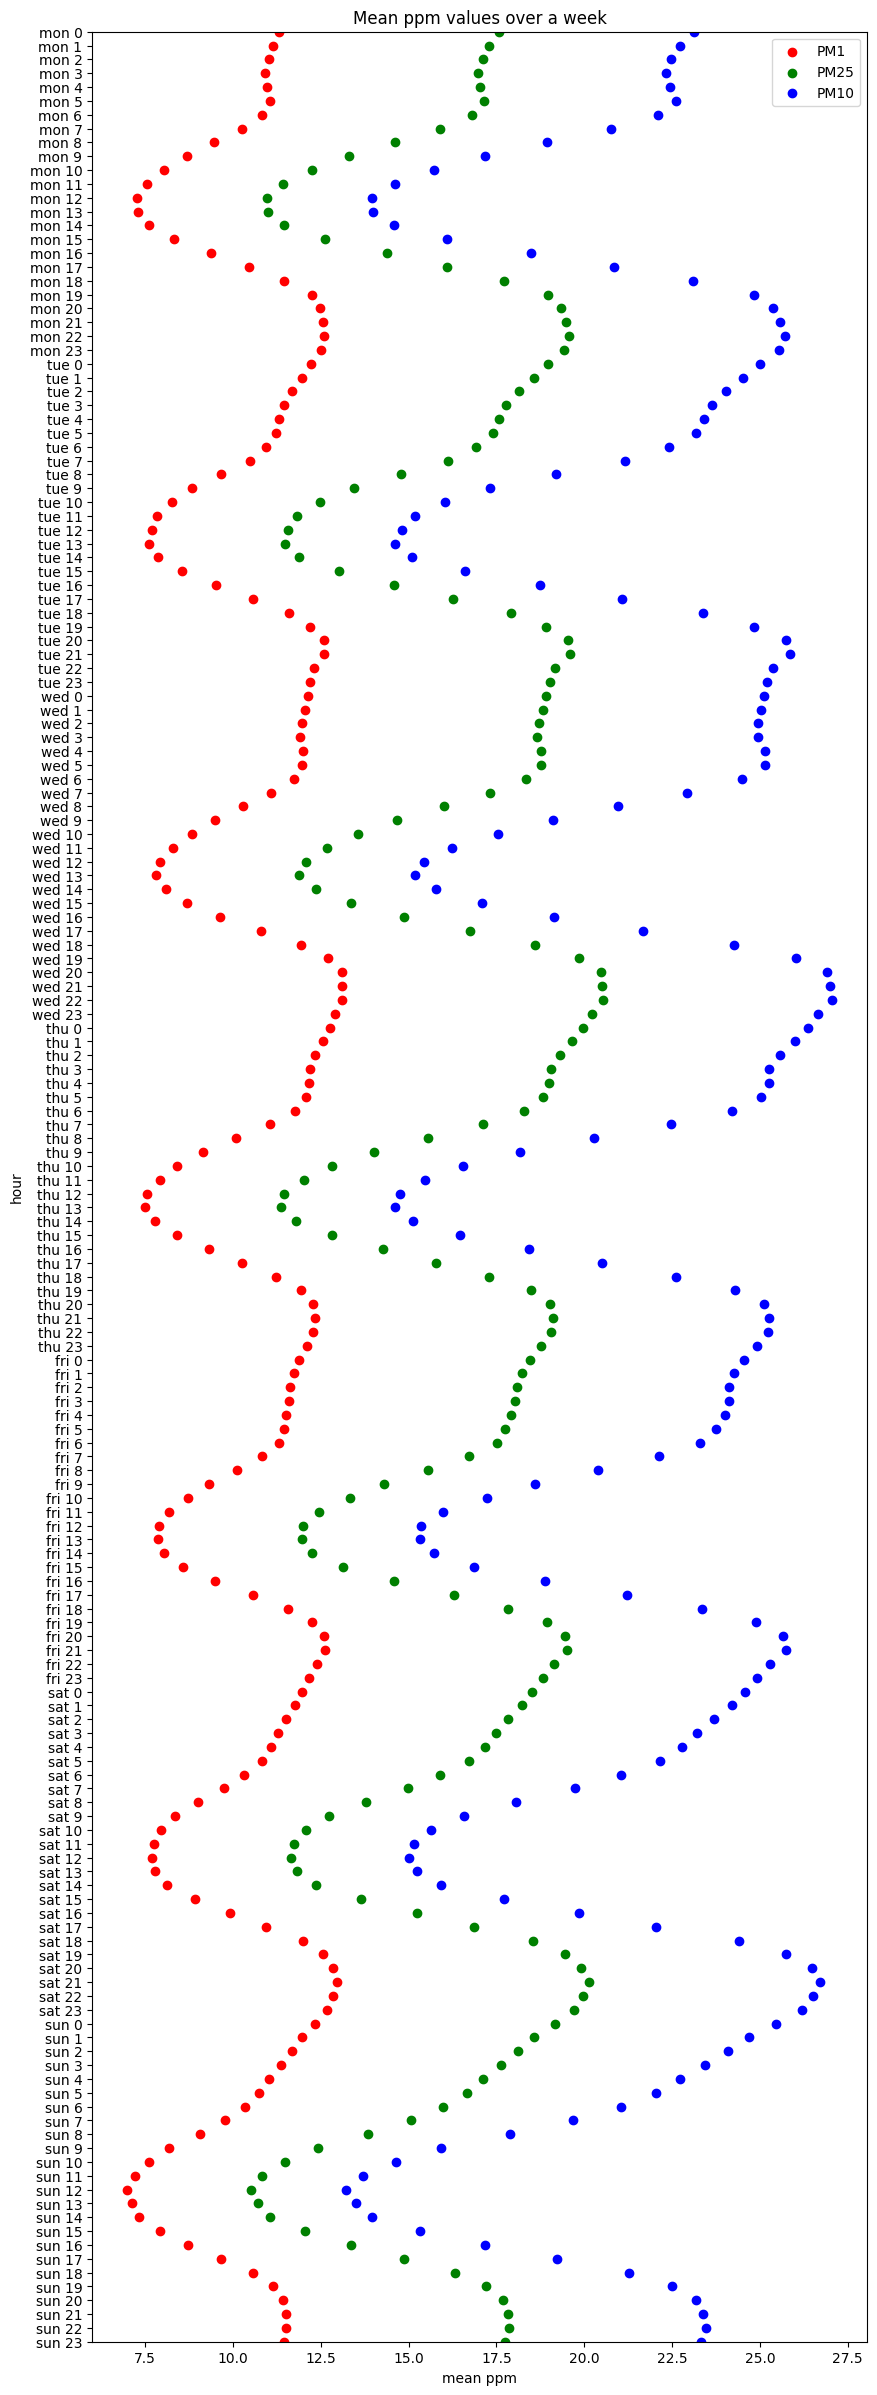 Mean ppm values over a week
PM1
PM25
PM10
mon 0
mon 1
mon 2
mon 3
mon 4
mon 5
mon 6
mon 7
mon 8
mon 9
mon 10
mon 11
mon 12
mon 13
mon 14
mon 15
mon 16
mon 17
mon 18
mon 19
mon 20
mon 21
mon 22
mon 23
tue 0
tue 1
tue 2
tue 3
tue 4
tue 5
tue 6
tue 7
tue 8
tue 9
tue 10
tue 11
tue 12
tue 13
tue 14
tue 15
tue 16
tue 17
tue 18
tue 19
tue 20
tue 21
tue 22
tue 23
wed 0
wed 1
wed 2
wed 3
wed 4
wed 5
wed 6
wed 7
wed 8
wed 9
wed 10
wed 11
wed 12
wed 13
wed 14
wed 15
wed 16
wed 17
wed 18
wed 19
wed 20
wed 21
wed 22
wed 23
thu 0
thu 1
thu 2
thu 3
thu 4
thu 5
thu 6
thu 7
thu 8
thu 9
thu 10
thu 11
thu 12
thu 13
thu 14
thu 15
thu 16
thu 17
thu 18
thu 19
thu 20
thu 21
thu 22
thu 23
fri 0
fri 1
fri 2
fri 3
fri 4
fri 5
fri 6
fri 7
fri 8
fri 9
fri 10
fri 11
fri 12
fri 13
fri 14
fri 15
fri 16
fri 17
fri 18
fri 19
fri 20
fri 21
fri 22
fri 23
sat 0
sat 1
sat 2
sat 3
sat 4
sat 5
sat 6
sat 7
sat 8
sat 9
sat 10
sat 11
sat 12
sat 13
sat 14
sat 15
sat 16
sat 17
sat 18
sat 19
sat 20
sat 21
sat 22
sat 23
sun 0
sun 1
sun 2
sun 3
sun 4
sun 5
sun 6
sun 7
sun 8
sun 9
sun 10
sun 11
sun 12
sun 13
sun 14
sun 15
sun 16
sun 17
sun 18
sun 19
sun 20
sun 21
sun 22
sun 23
hour
7.5 10.0 12.5 15.0 17.5 20.0 22.5 25.0 27.5
mean ppm